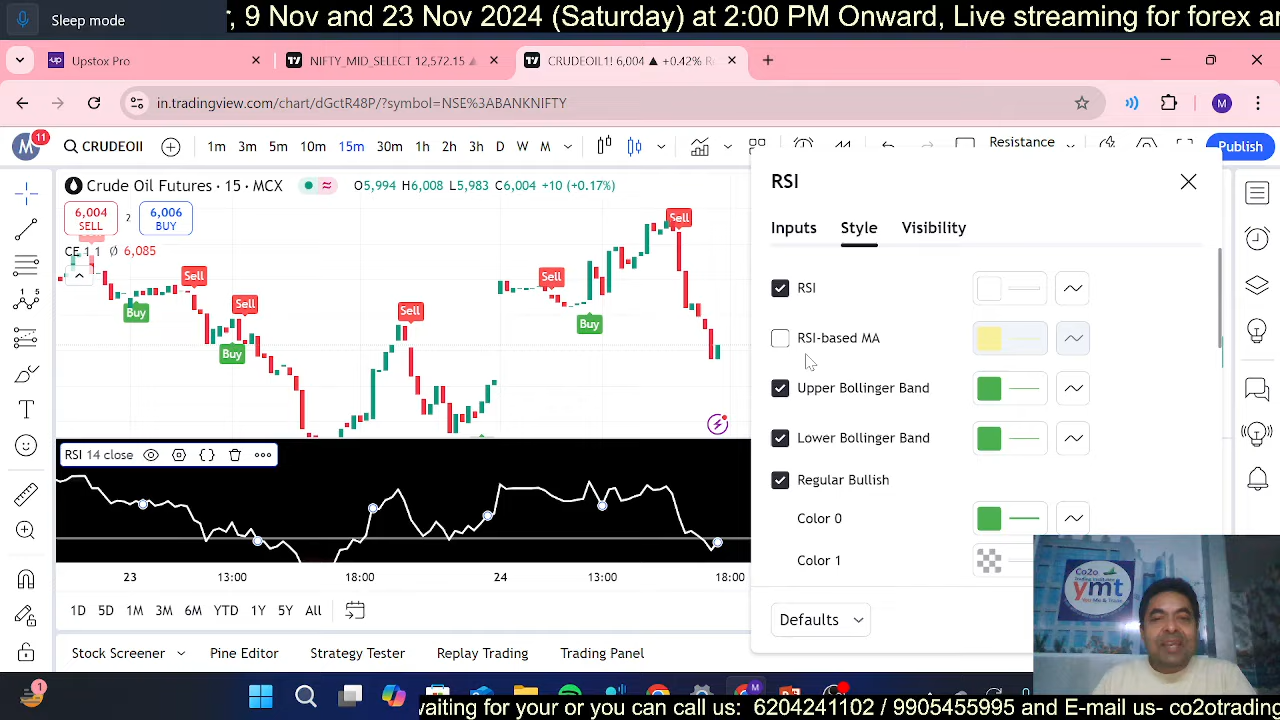 Sleep mode
, 9 Nov and 23 Nov 2024 (Saturday) at 2:00 PM Onward, Live streaming for forex
Upstox Pro
NIFTY_MID_SELECT 12,572.15
CRUDEOIL1! 6,004 ▲ +0.42%
in.tradingview.com/chart/dGctR48P/?symbol=NSE%3ABANKNIFTY
M
M 11
CRUDEOI
1m 3m 5m 10m 15m 30m 1h 2h 3h D W M
Resistance
Publish
Crude Oil Futures · 15 · MCX
O5,994 H6,008 L5,983 C6,004 +10 (+0.17%)
6,004
SELL
2
6,006
BUY
CE 1 1 Ø 6,085
Sell
Sell
Sell
Sell
Sell
Buy
Buy
Buy
RSI 14 close
23 13:00 18:00 24 13:00 18:00
1D 5D 1M 3M 6M YTD 1Y 5Y All
Stock Screener
Pine Editor
Strategy Tester
Replay Trading
Trading Panel
RSI
Inputs
Style
Visibility
RSI
RSI-based MA
Upper Bollinger Band
Lower Bollinger Band
Regular Bullish
Color 0
Color 1
Defaults
Co2o
Trading Institutes
ymt
1
M
waiting for your or you can call us: 6204241102 / 9905455995 and E-mail us- co2otrading